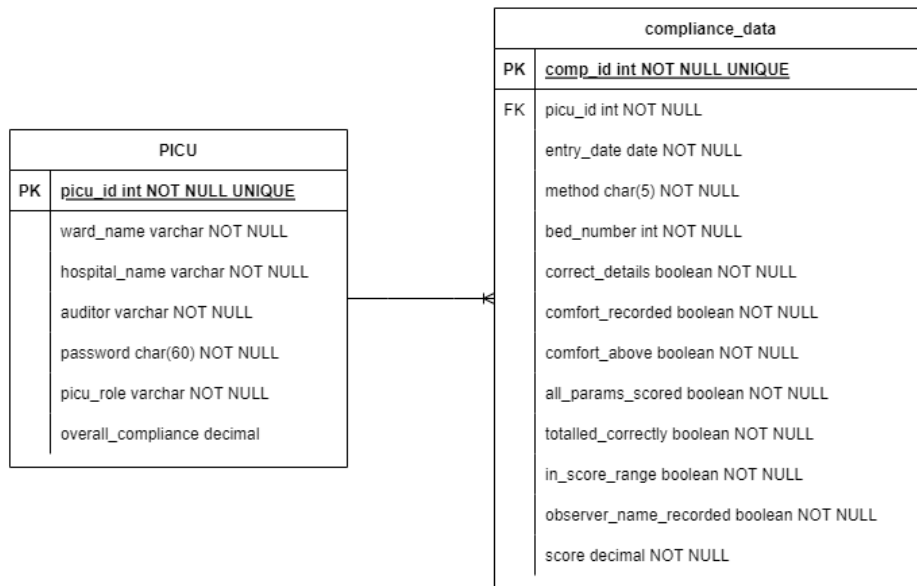 PICU
PK picu_id int NOT NULL UNIQUE
ward_name varchar NOT NULL
hospital_name varchar NOT NULL
auditor varchar NOT NULL
password char(60) NOT NULL
picu_role varchar NOT NULL
overall_compliance decimal
compliance_data
PK comp_id int NOT NULL UNIQUE
FK picu_id int NOT NULL
entry_date date NOT NULL
method char(5) NOT NULL
bed_number int NOT NULL
correct_details boolean NOT NULL
comfort_recorded boolean NOT NULL
comfort_above boolean NOT NULL
all_params_scored boolean NOT NULL
totalled_correctly boolean NOT NULL
in_score_range boolean NOT NULL
observer_name_recorded boolean NOT NULL
score decimal NOT NULL